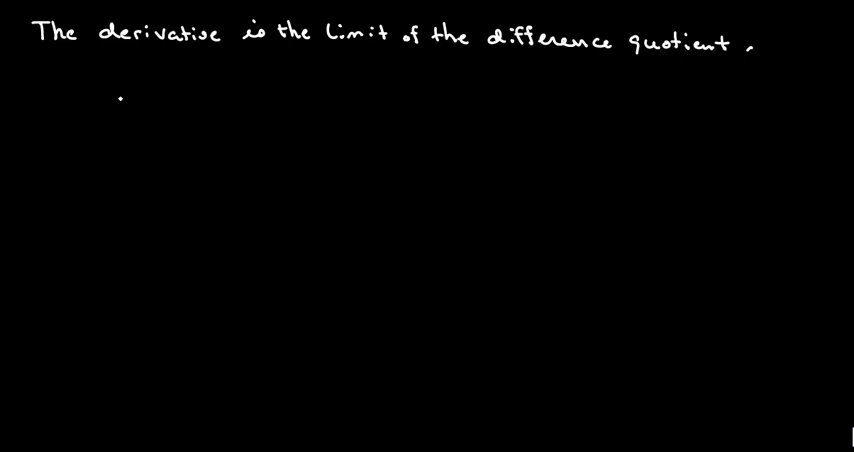 The derivative is the limit of the difference quotient.